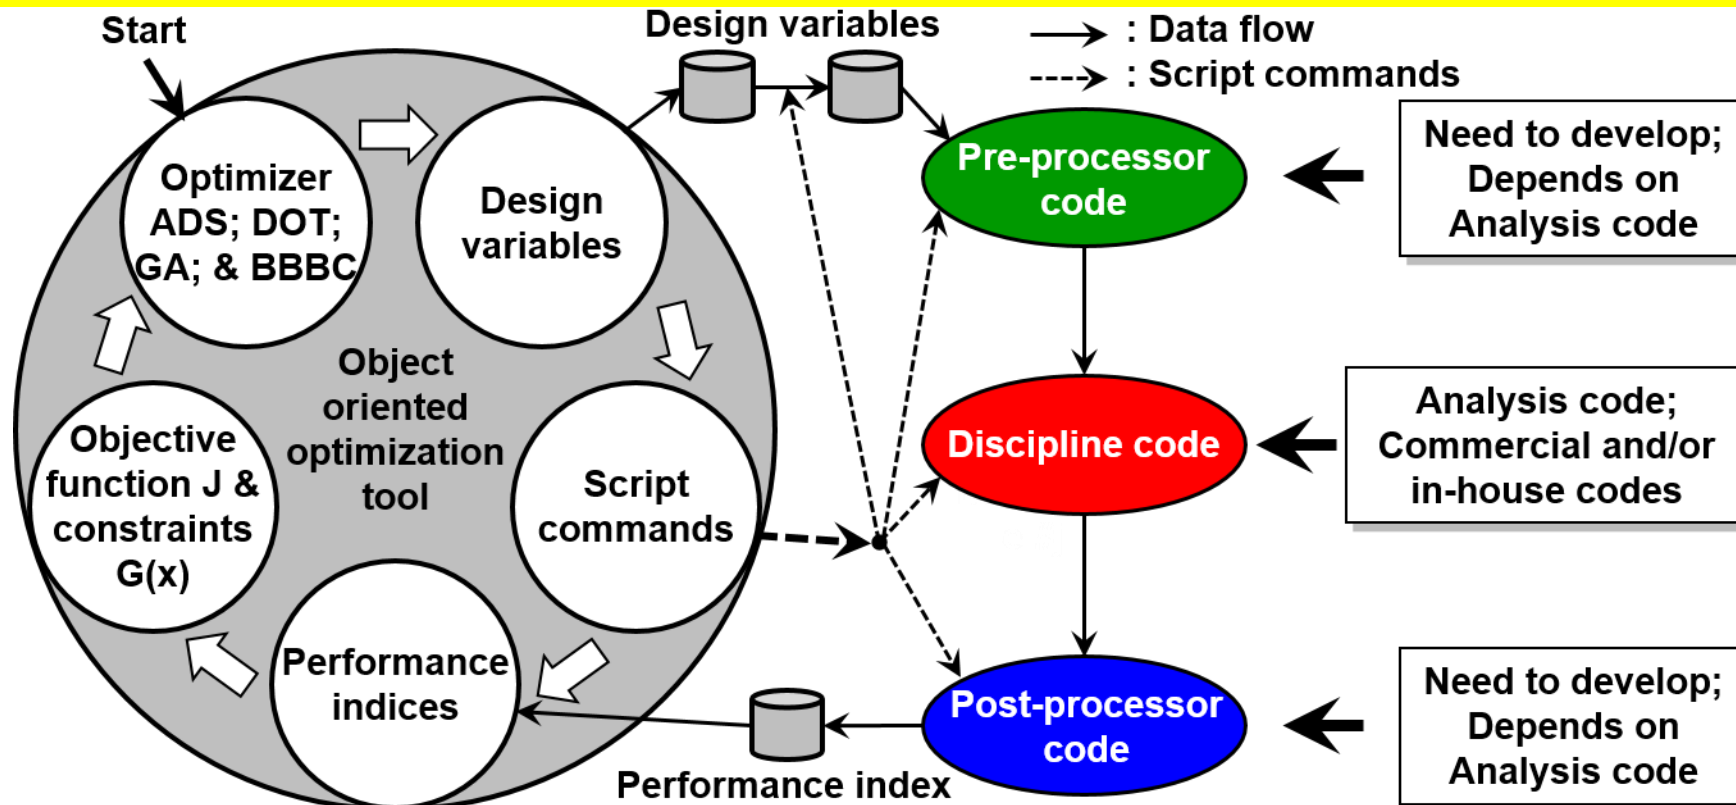 Start
Design variables
: Data flow
: Script commands
Optimizer
ADS; DOT;
GA; & BBBC
Design
variables
Pre-processor
code
Need to develop;
Depends on
Analysis code
Object
oriented
optimization
tool
Objective
function J &
constraints
G(x)
Script
commands
Discipline code
Analysis code;
Commercial and/or
in-house codes
Performance
indices
Performance index
Post-processor
code
Need to develop;
Depends on
Analysis code